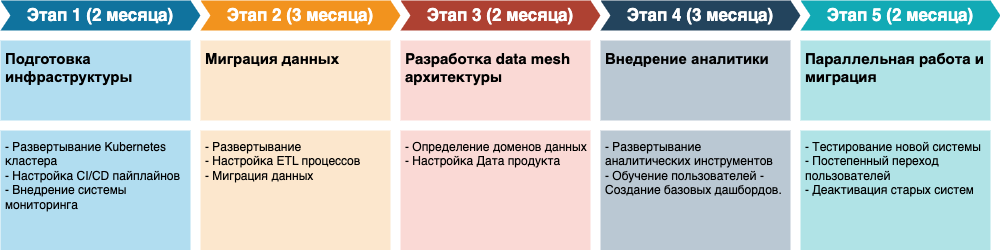 Этап 1 (2 месяца)
Этап 2 (3 месяца)
Этап 3 (2 месяца)
Этап 4 (3 месяца)
Этап 5 (2 месяца)
Подготовка
инфраструктуры
Миграция данных
Разработка data mesh
архитектуры
Внедрение аналитики
Параллельная работа и
миграция
- Развертывание Kubernetes
кластера
- Настройка CI/CD пайплайнов
- Внедрение системы
мониторинга
- Развертывание
- Настройка ETL процессов
- Миграция данных
- Определение доменов данных
- Настройка Дата продукта
- Развертывание
аналитических инструментов
- Обучение пользователей -
Создание базовых дашбордов.
- Тестирование новой системы
- Постепенный переход
пользователей
- Деактивация старых систем